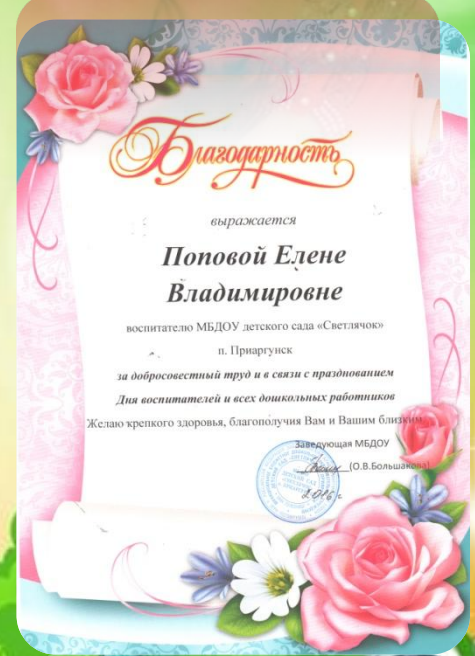 Благодарность
выражается
Поповой Елене
Владимировне
воспитателю МБДОУ детского сада «Светлячок»
п. Приаргунск
за добросовестный труд и в связи с празднованием
Дня воспитателей и всех дошкольных работников
Желаю крепкого здоровья, благополучия Вам и Вашим близким.
Заведующая МБДОУ
(О.В.Большакова)
2016 г.